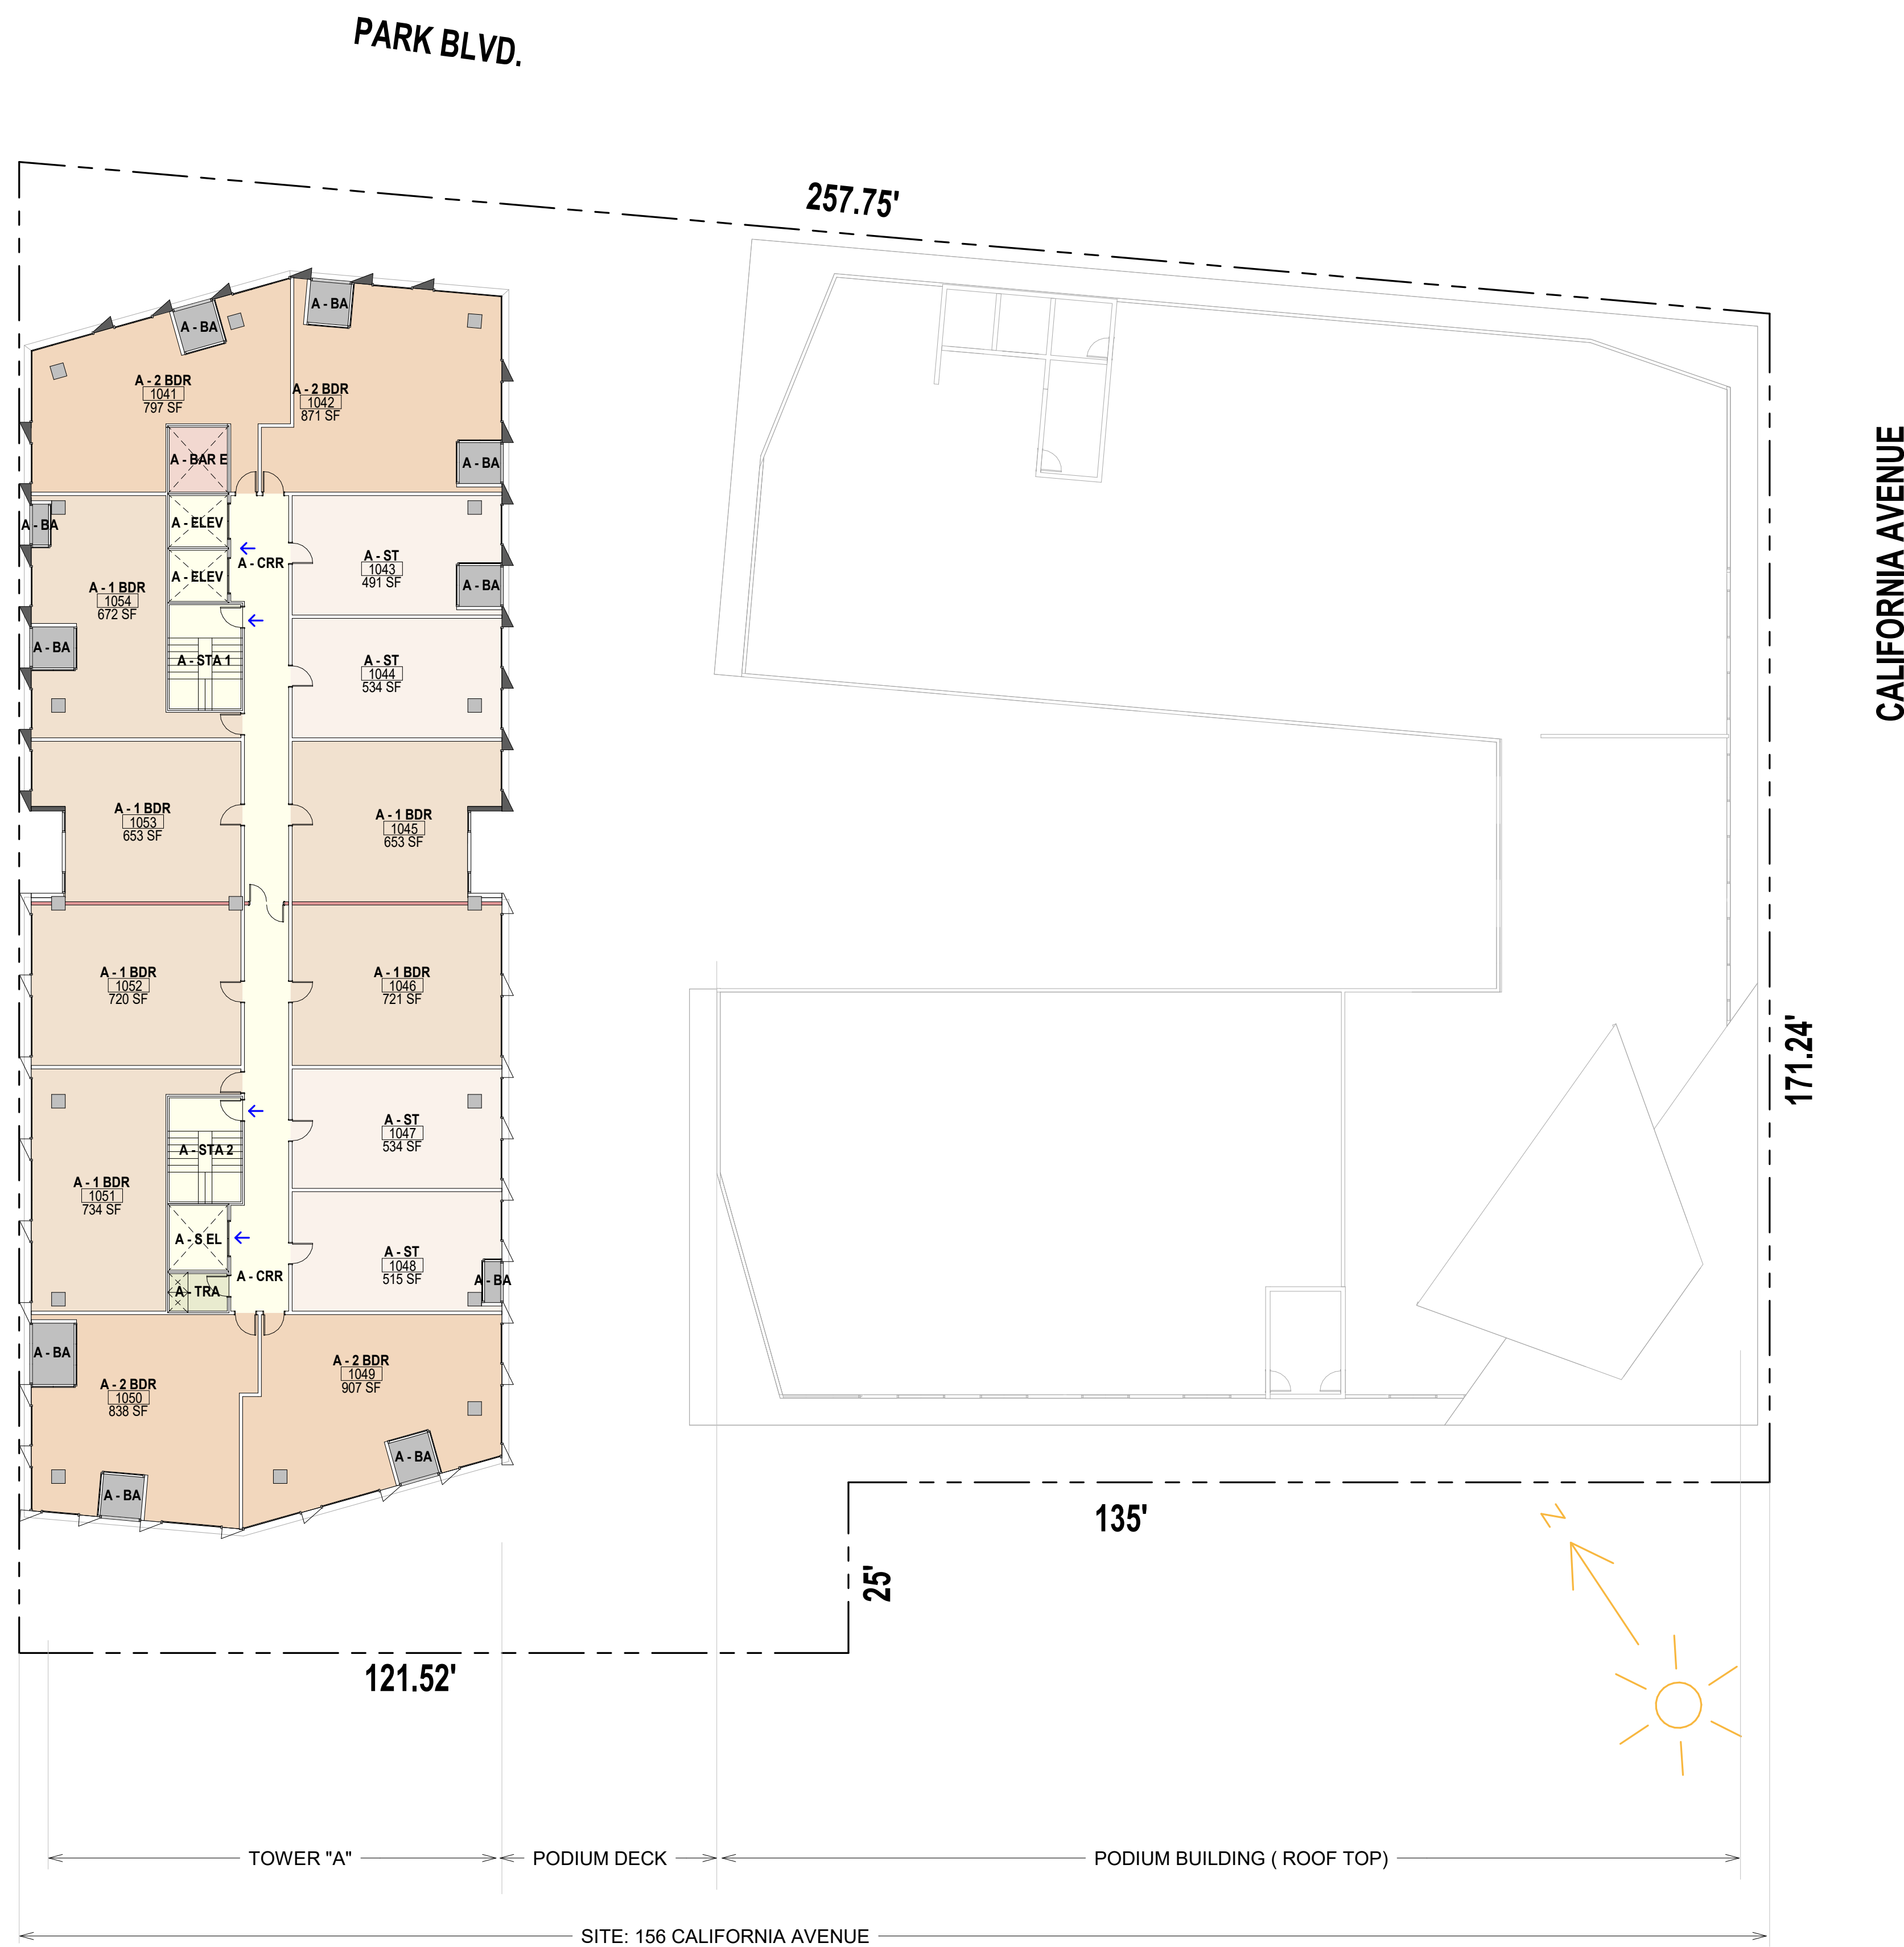 PARK BLVD.
257.75'
CALIFORNIA AVENUE
A - BA
A - BA
A - 2 BDR
1041
797 SF
A - 2 BDR
1042
871 SF
A - BAR E
A - BA
A - BA
A - ELEV
A - ELEV
A - CRR
A - ST
1043
491 SF
A - BA
A - 1 BDR
1054
672 SF
A - BA
A - STA 1
A - ST
1044
534 SF
A - 1 BDR
1053
653 SF
A - 1 BDR
1045
653 SF
A - 1 BDR
1052
720 SF
A - 1 BDR
1046
721 SF
171.24'
A - ST
1047
534 SF
A - STA 2
A - 1 BDR
1051
734 SF
A - S EL
A - ST
1048
515 SF
A - BA
A - CRR
A - TRA
A - BA
A - 2 BDR
1050
838 SF
A - 2 BDR
1049
907 SF
A - BA
A - BA
135'
N
25'
121.52'
TOWER "A"
PODIUM DECK
PODIUM BUILDING ( ROOF TOP)
SITE: 156 CALIFORNIA AVENUE